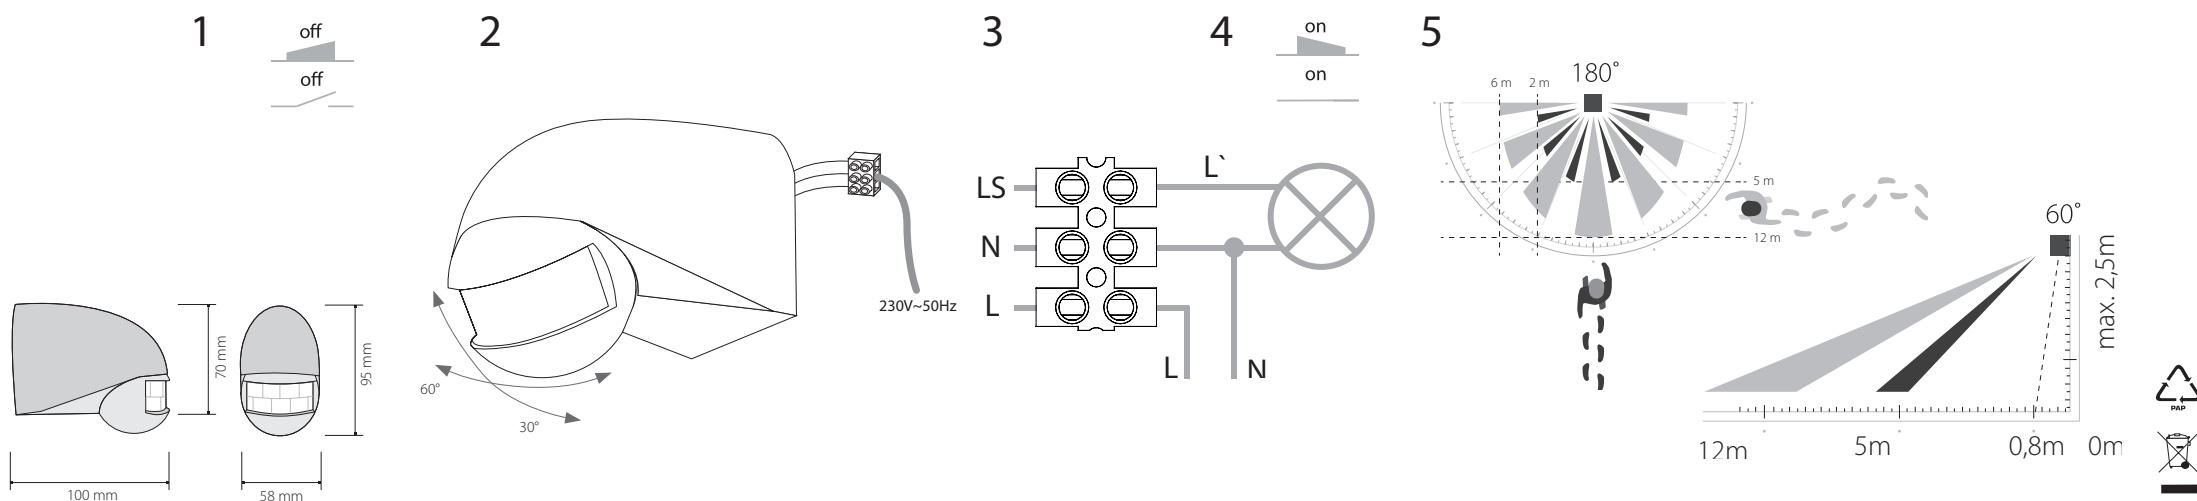 1
off
off
70 mm
95 mm
100 mm
58 mm
2
230V~50Hz
60°
30°
3
LS
N
L
L`
L
N
4
on
on
5
180°
6 m
2 m
5 m
12 m
60°
max. 2,5m
12m
5m
0,8m
0m
PAP